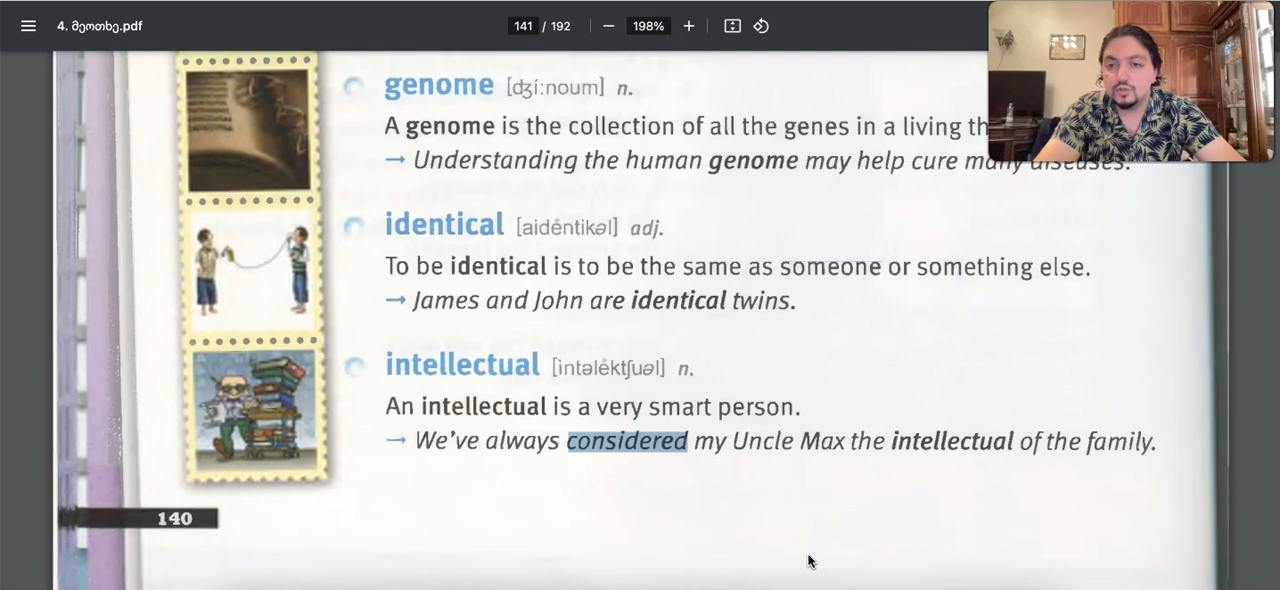 4. მეოთხე.pdf
141 / 192
198%
genome [ʤíːnoum] n.
A genome is the collection of all the genes in a living th
→ Understanding the human genome may help cure many diseases.
identical [aidéntikəl] adj.
To be identical is to be the same as someone or something else.
→ James and John are identical twins.
intellectual [ìntəléktʃuəl] n.
An intellectual is a very smart person.
→ We've always considered my Uncle Max the intellectual of the family.
140